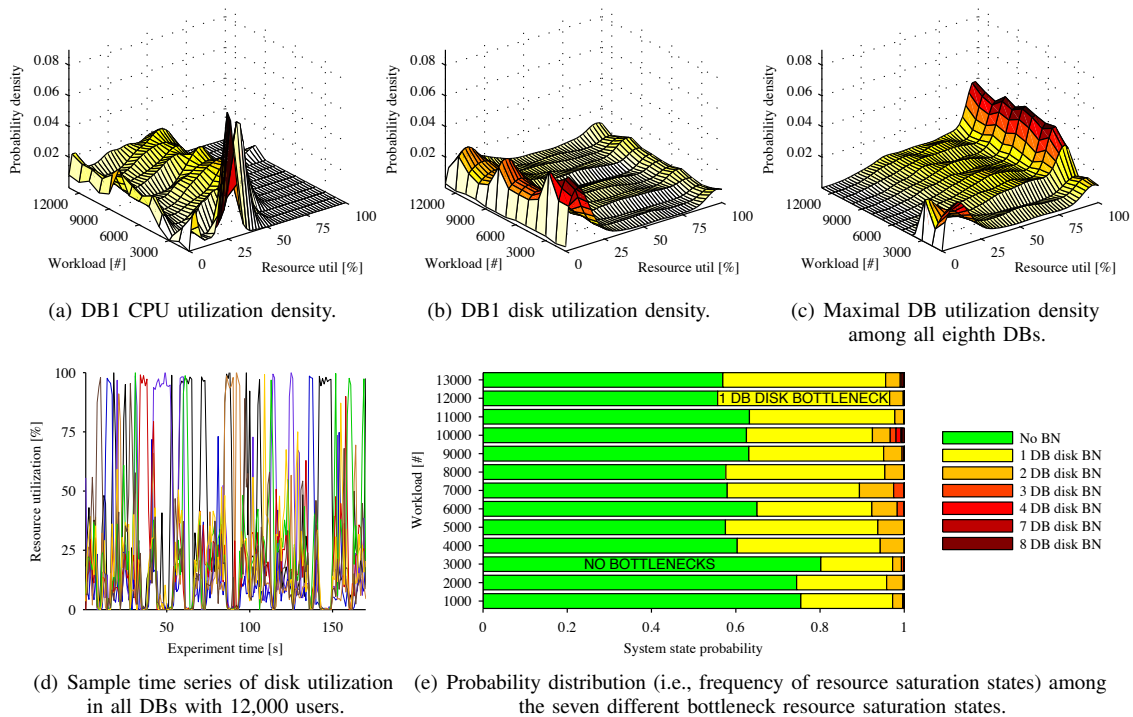 Probability density
0.08
0.06
0.04
0.02
12000
9000
6000
3000
Workload [#]
0
25
50
75
100
Resource util [%]
(a) DB1 CPU utilization density.
Probability density
0.08
0.06
0.04
0.02
12000
9000
6000
3000
Workload [#]
0
25
50
75
100
Resource util [%]
(b) DB1 disk utilization density.
Probability density
0.08
0.06
0.04
0.02
12000
9000
6000
3000
Workload [#]
0
25
50
75
100
Resource util [%]
(c) Maximal DB utilization density
among all eighth DBs.
Resource utilization [%]
100
75
50
25
0
50
100
150
Experiment time [s]
(d) Sample time series of disk utilization
in all DBs with 12,000 users.
Workload [#]
13000
12000
11000
10000
9000
8000
7000
6000
5000
4000
3000
2000
1000
1 DB DISK BOTTLENECK
NO BOTTLENECKS
0
0.2
0.4
0.6
0.8
1
System state probability
No BN
1 DB disk BN
2 DB disk BN
3 DB disk BN
4 DB disk BN
7 DB disk BN
8 DB disk BN
(e) Probability distribution (i.e., frequency of resource saturation states) among
the seven different bottleneck resource saturation states.